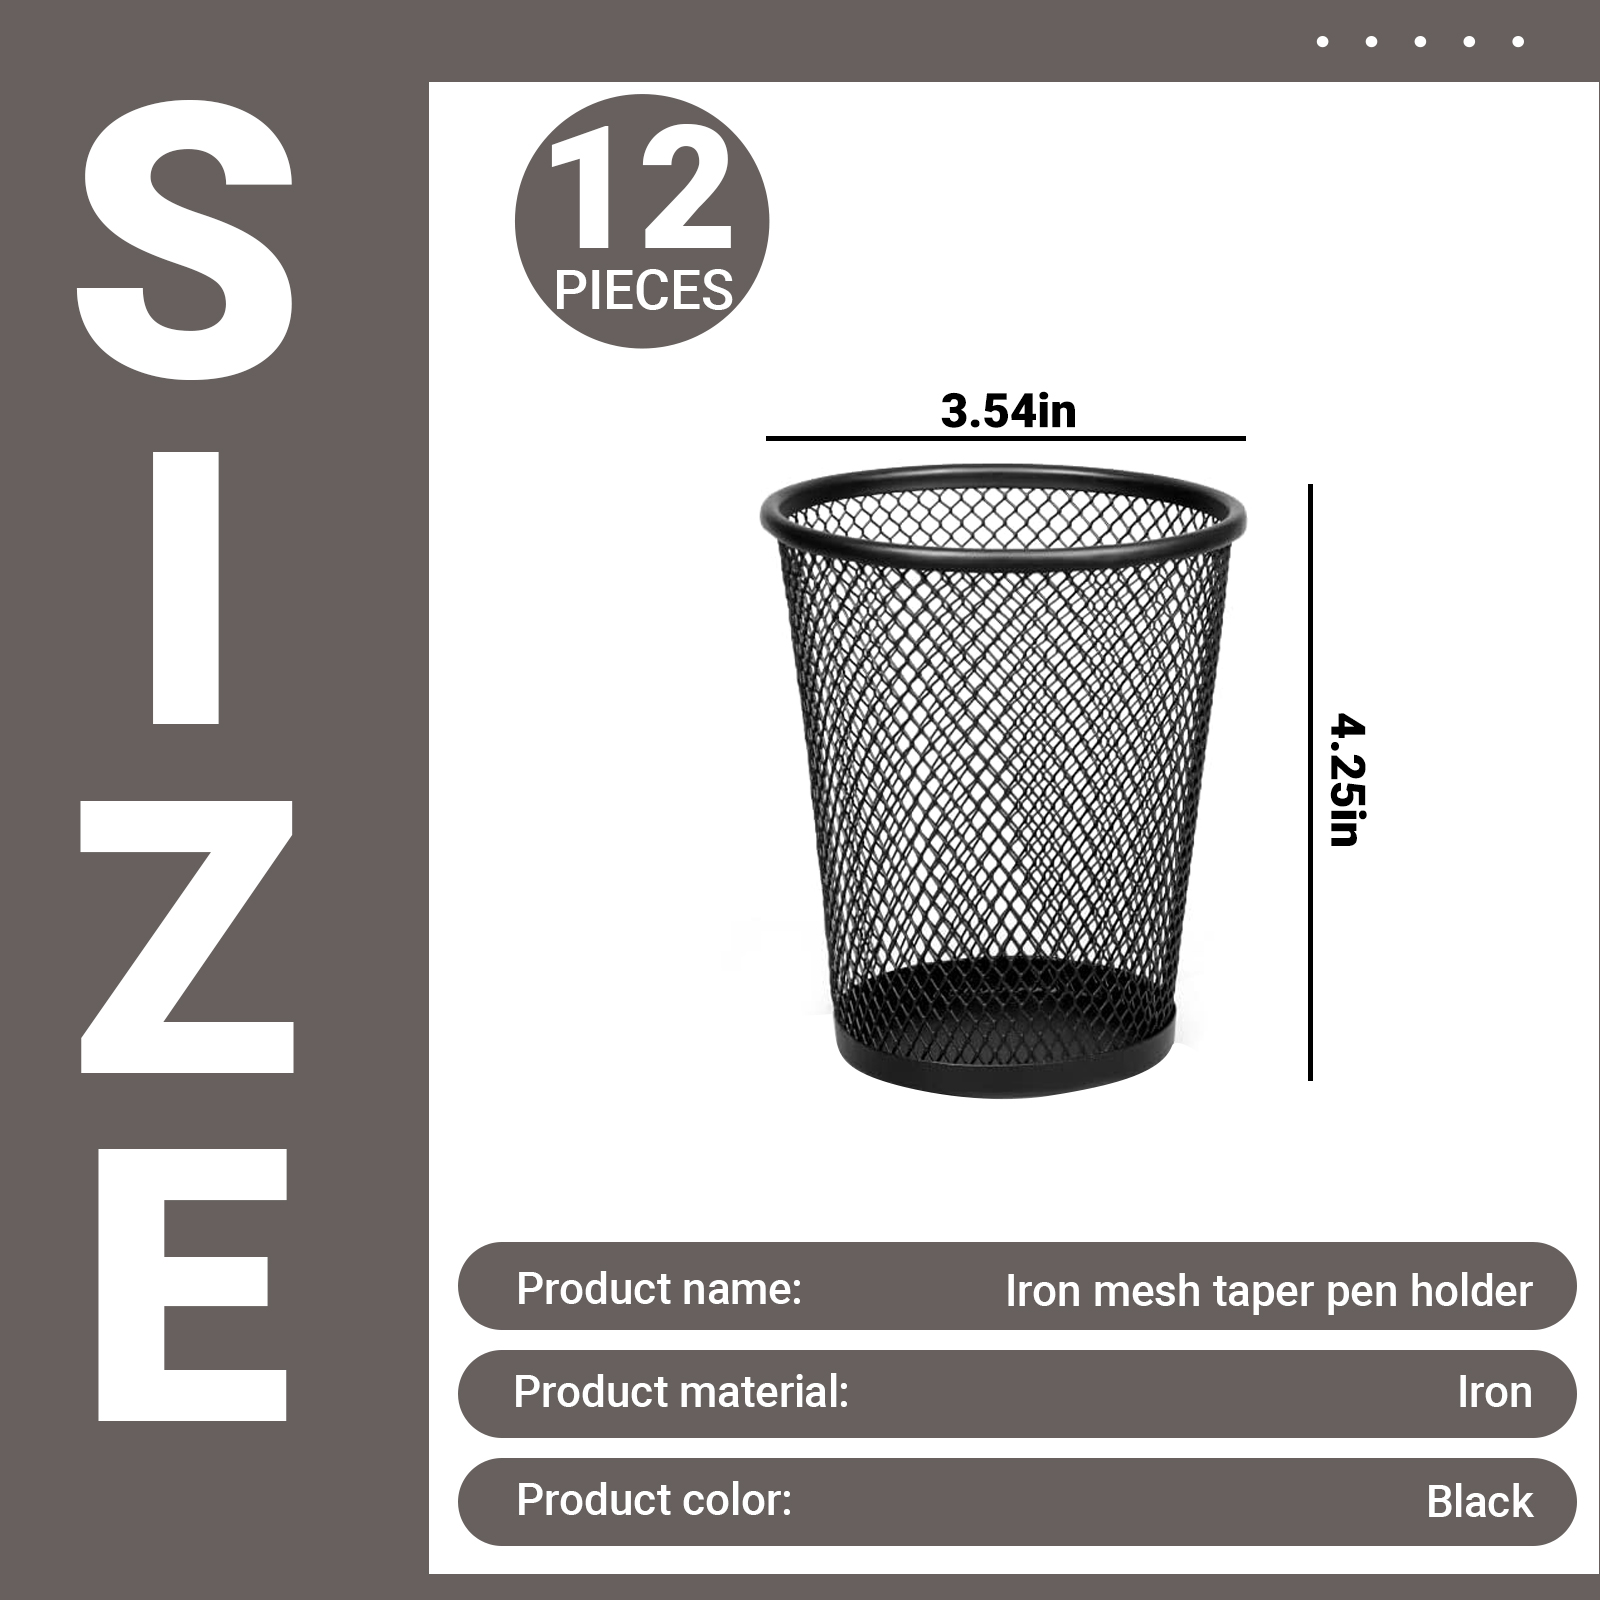 SIZE
12
PIECES
3.54in
4.25in
Product name: Iron mesh taper pen holder
Product material: Iron
Product color: Black